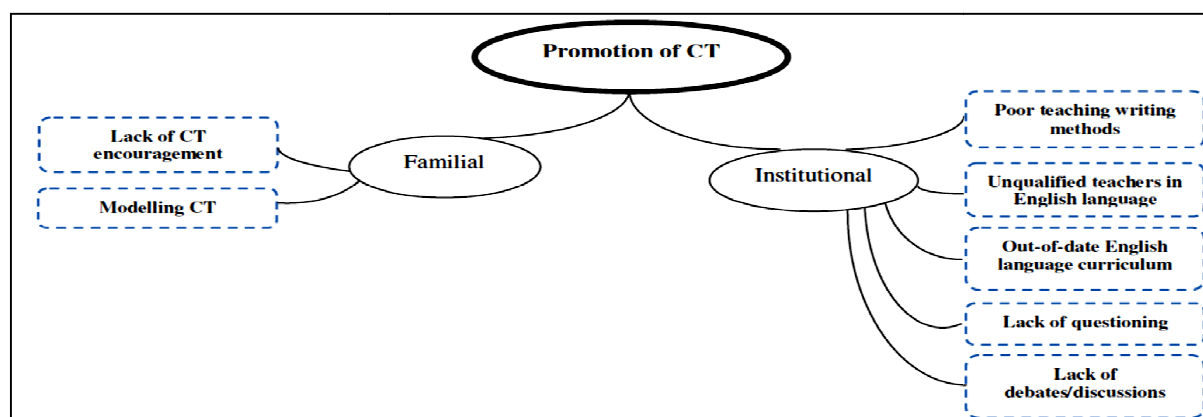 Promotion of CT
Lack of CT
encouragement
Modelling CT
Familial
Institutional
Poor teaching writing
methods
Unqualified teachers in
English language
Out-of-date English
language curriculum
Lack of questioning
Lack of
debates/discussions